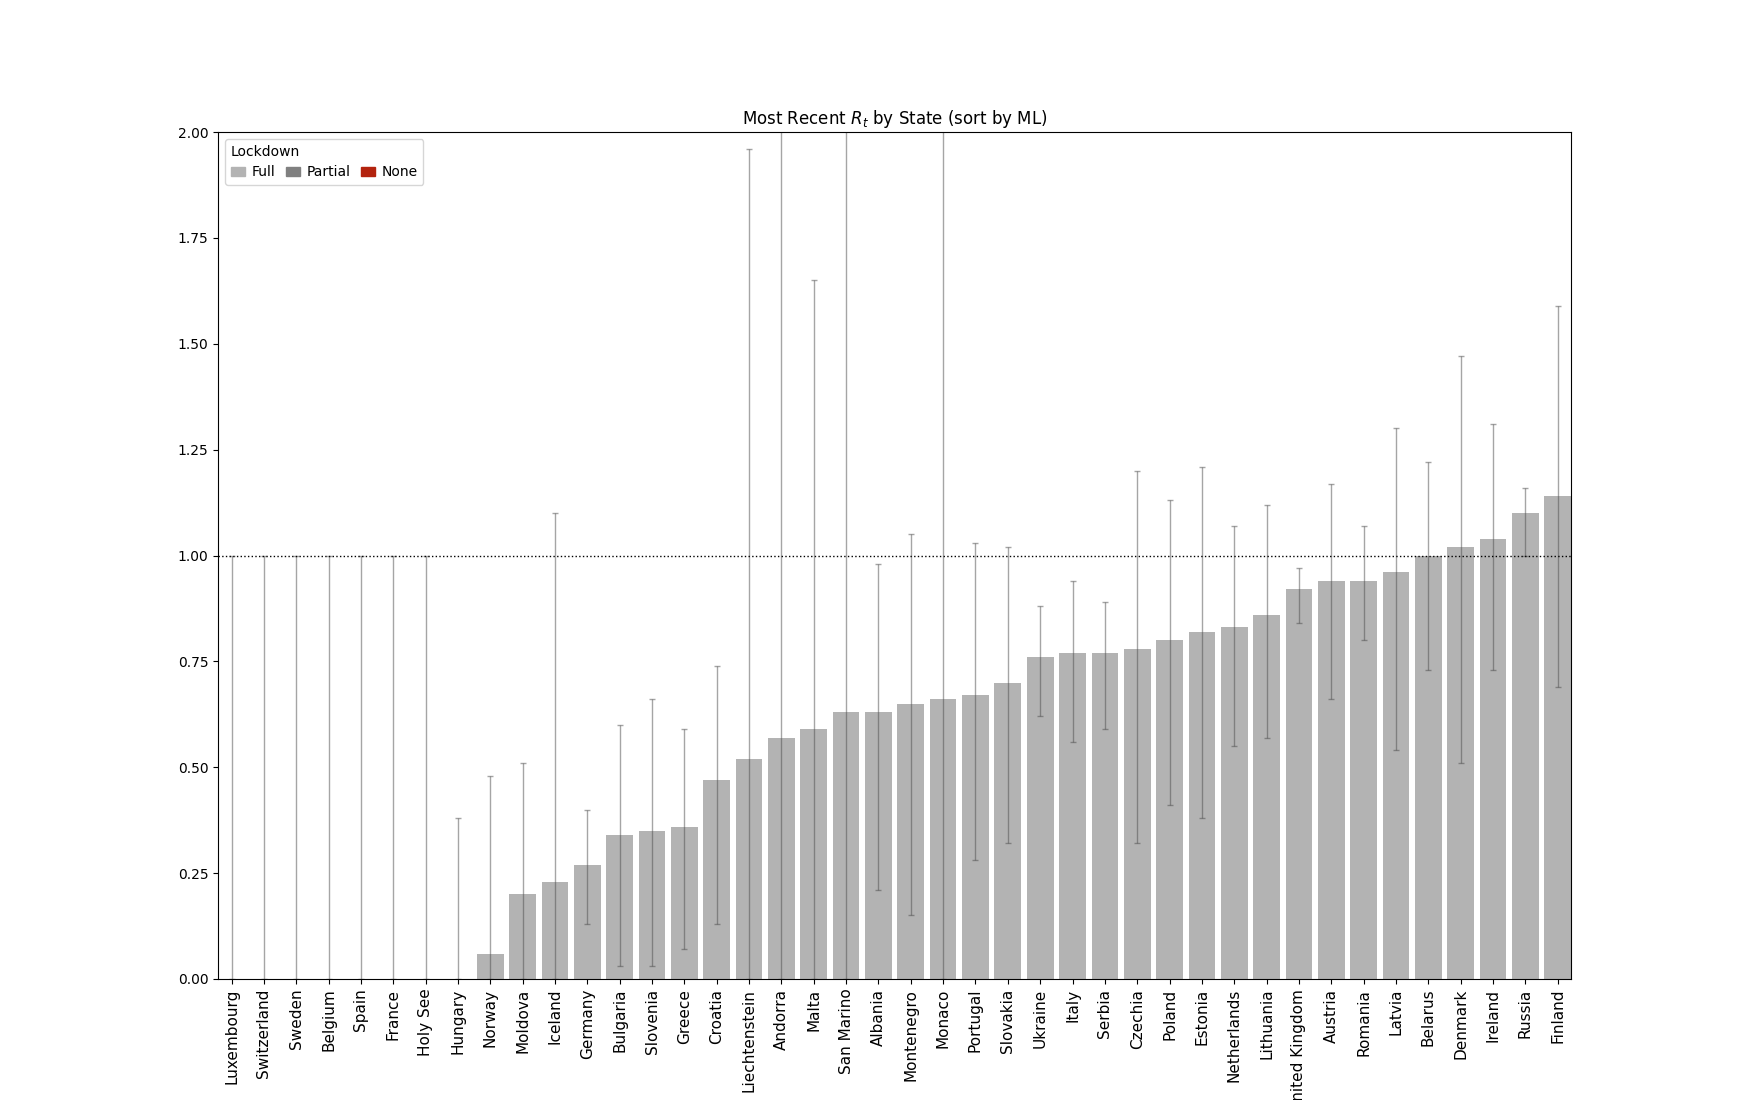 Most Recent Rt by State (sort by ML)
Lockdown
Full Partial None
2.00
1.75
1.50
1.25
1.00
0.75
0.50
0.25
0.00
Luxembourg
Switzerland
Sweden
Belgium
Spain
France
Holy See
Hungary
Norway
Moldova
Iceland
Germany
Bulgaria
Slovenia
Greece
Croatia
Liechtenstein
Andorra
Malta
San Marino
Albania
Montenegro
Monaco
Portugal
Slovakia
Ukraine
Italy
Serbia
Czechia
Poland
Estonia
Netherlands
Lithuania
nited Kingdom
Austria
Romania
Latvia
Belarus
Denmark
Ireland
Russia
Finland